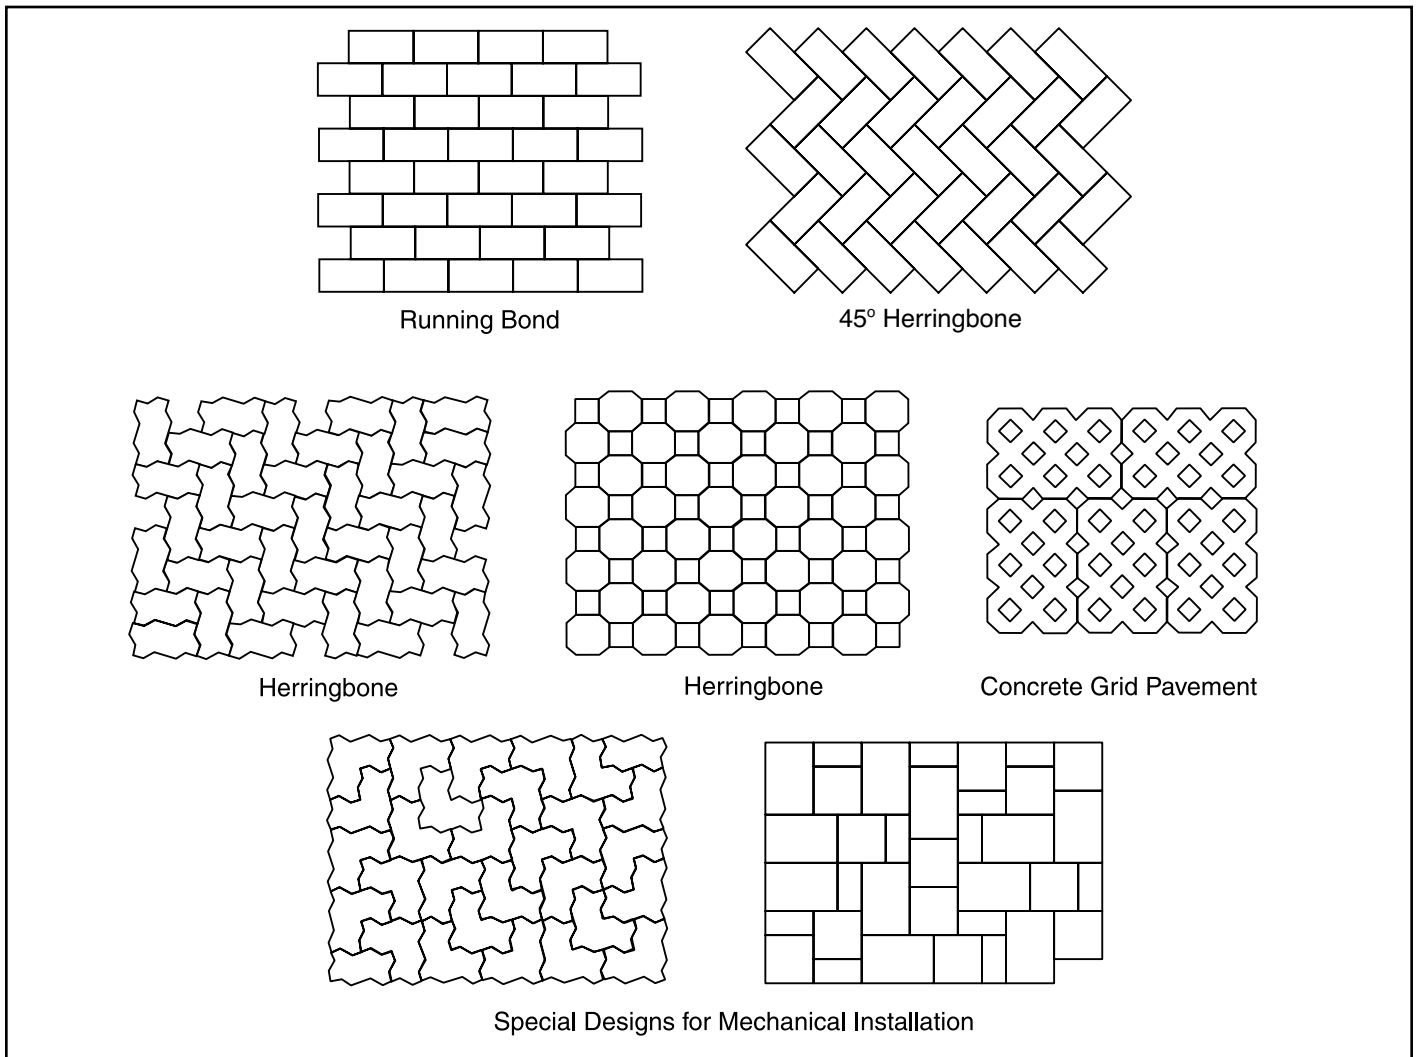 Running Bond
45° Herringbone
Herringbone
Herringbone
Concrete Grid Pavement
Special Designs for Mechanical Installation